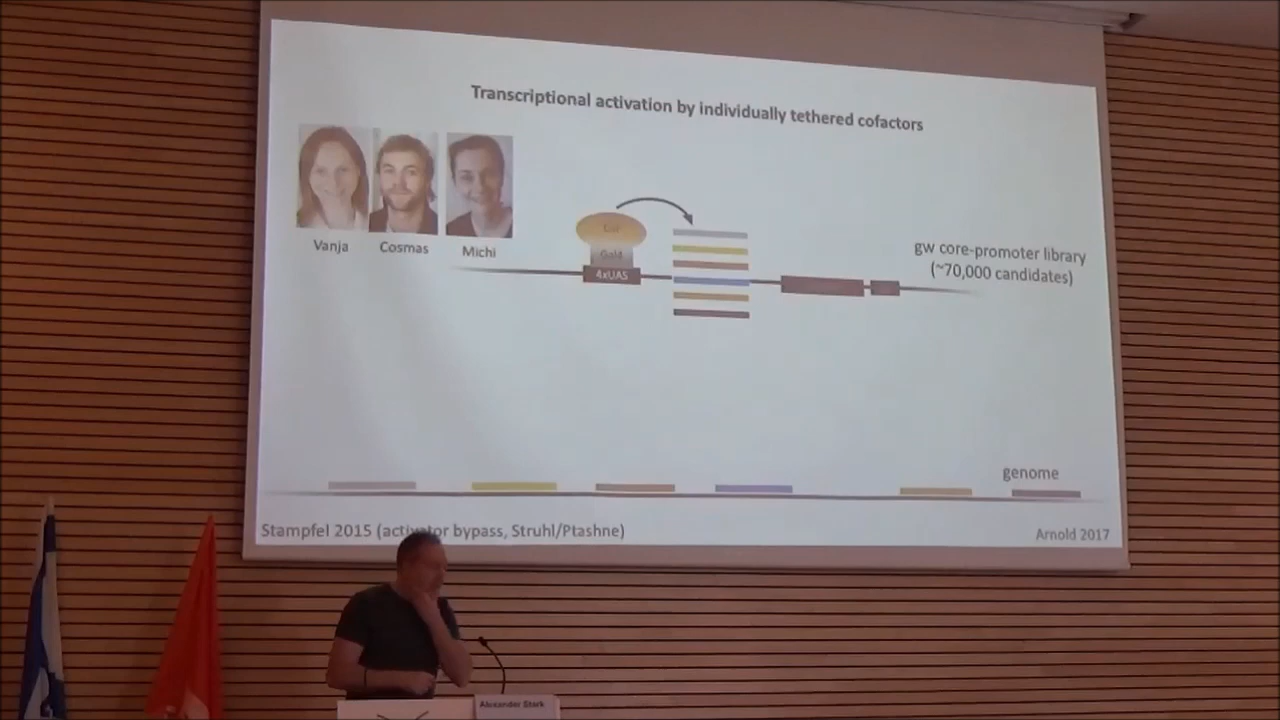 Transcriptional activation by individually tethered cofactors
Vanja
Cosmas
Michi
Gal4
4xUAS
gw core-promoter library
(~70,000 candidates)
genome
Stampfel 2015 (activator bypass, Struhl/Ptashne)
Arnold 2017
Alexander Stark